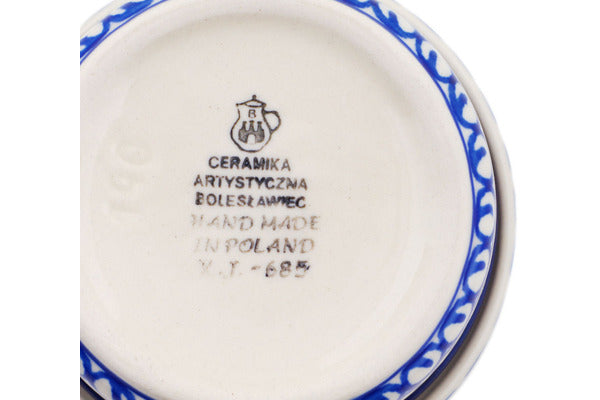 B
CERAMIKA
ARTYSTYCZNA
BOLESŁAWIEC
HAND MADE
IN POLAND
-685